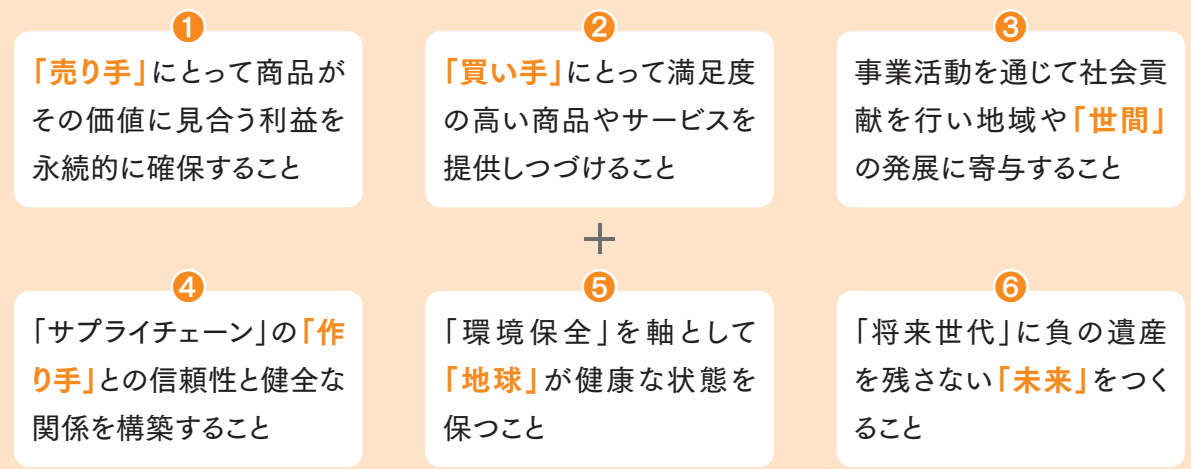 ❶
「売り手」にとって商品が
その価値に見合う利益を
永続的に確保すること
❷
「買い手」にとって満足度
の高い商品やサービスを
提供しつづけること
❸
事業活動を通じて社会貢
献を行い地域や「世間」
の発展に寄与すること
＋
❹
「サプライチェーン」の「作
り手」との信頼性と健全な
関係を構築すること
❺
「環境保全」を軸として
「地球」が健康な状態を
保つこと
❻
「将来世代」に負の遺産
を残さない「未来」をつく
ること